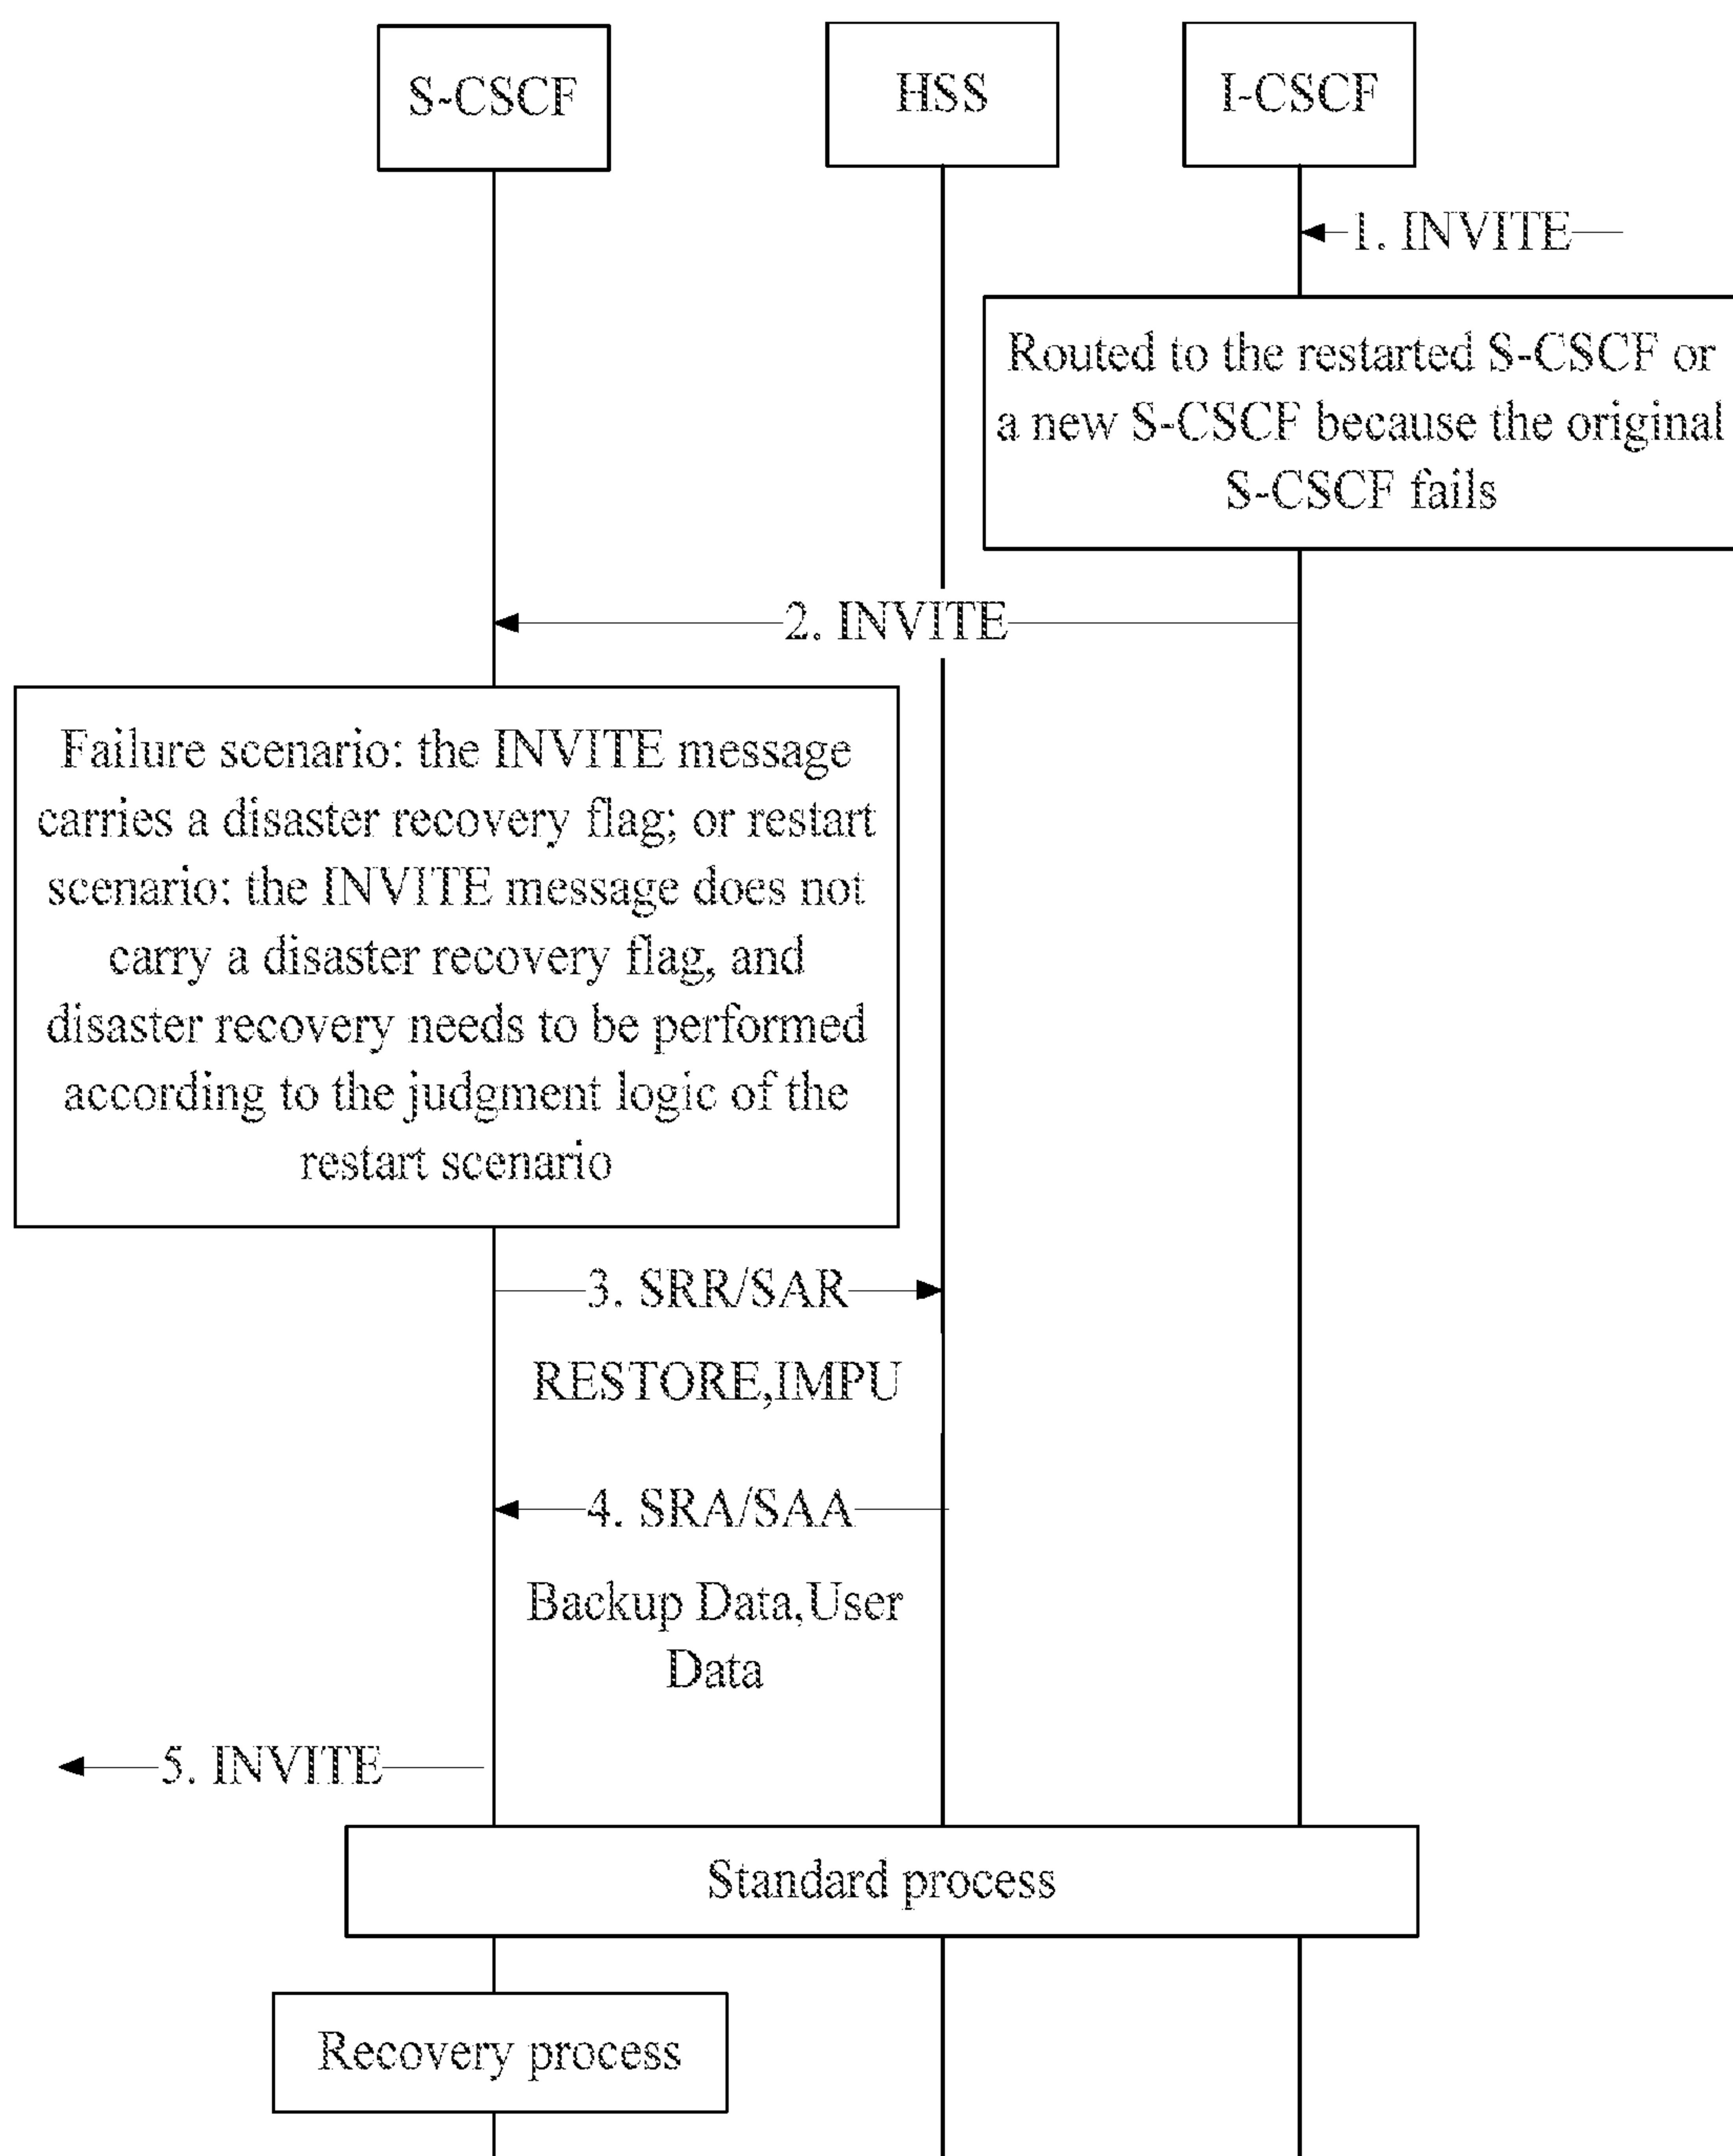 S-CSCF
HSS
I-CSCF
1. INVITE
Routed to the restarted S-CSCF or
a new S-CSCF because the original
S-CSCF fails
2. INVITE
Failure scenario: the INVITE message
carries a disaster recovery flag; or restart
scenario: the INVITE message does not
carry a disaster recovery flag, and
disaster recovery needs to be performed
according to the judgment logic of the
restart scenario
3. SRR/SAR
RESTORE,IMPU
4. SRA/SAA
Backup Data,User
Data
5. INVITE
Standard process
Recovery process